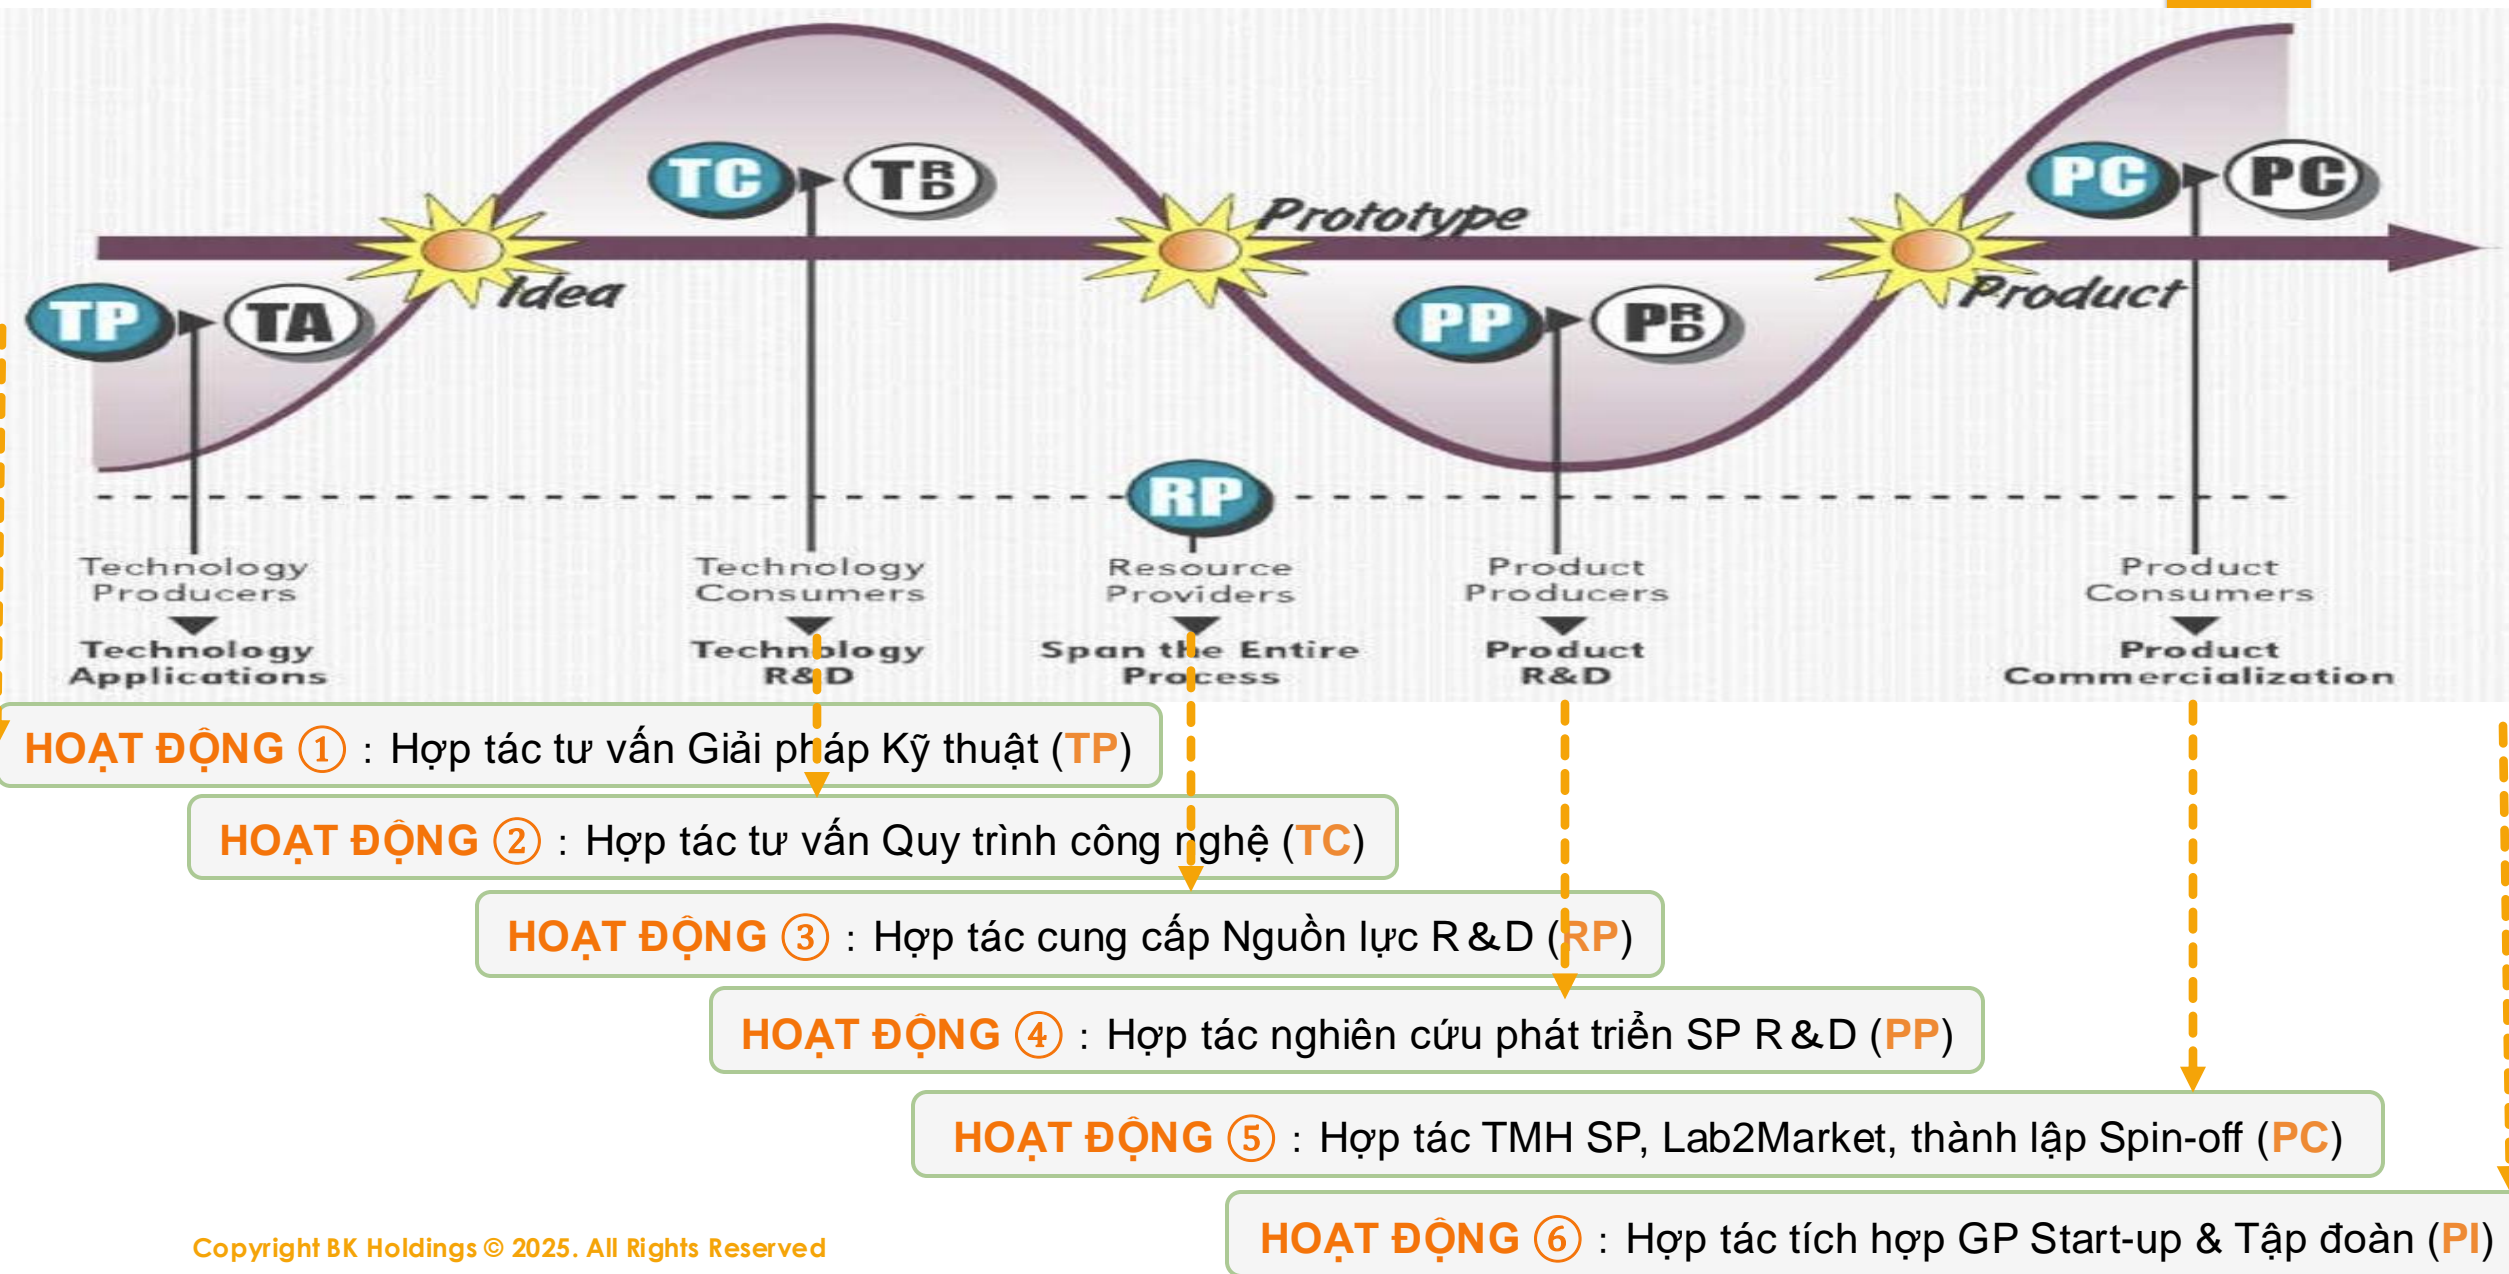 TC TRD
PC PC
Prototype
Idea
Product
TP TA
PP PRD
RP
Technology Producers
Technology Applications
Technology Consumers
Technology R&D
Resource Providers
Span the Entire Process
Product Producers
Product R&D
Product Consumers
Product Commercialization
HOẠT ĐỘNG ① : Hợp tác tư vấn Giải pháp Kỹ thuật (TP)
HOẠT ĐỘNG ② : Hợp tác tư vấn Quy trình công nghệ (TC)
HOẠT ĐỘNG ③ : Hợp tác cung cấp Nguồn lực R&D (RP)
HOẠT ĐỘNG ④ : Hợp tác nghiên cứu phát triển SP R&D (PP)
HOẠT ĐỘNG ⑤ : Hợp tác TMH SP, Lab2Market, thành lập Spin-off (PC)
HOẠT ĐỘNG ⑥ : Hợp tác tích hợp GP Start-up & Tập đoàn (PI)
Copyright BK Holdings © 2025. All Rights Reserved